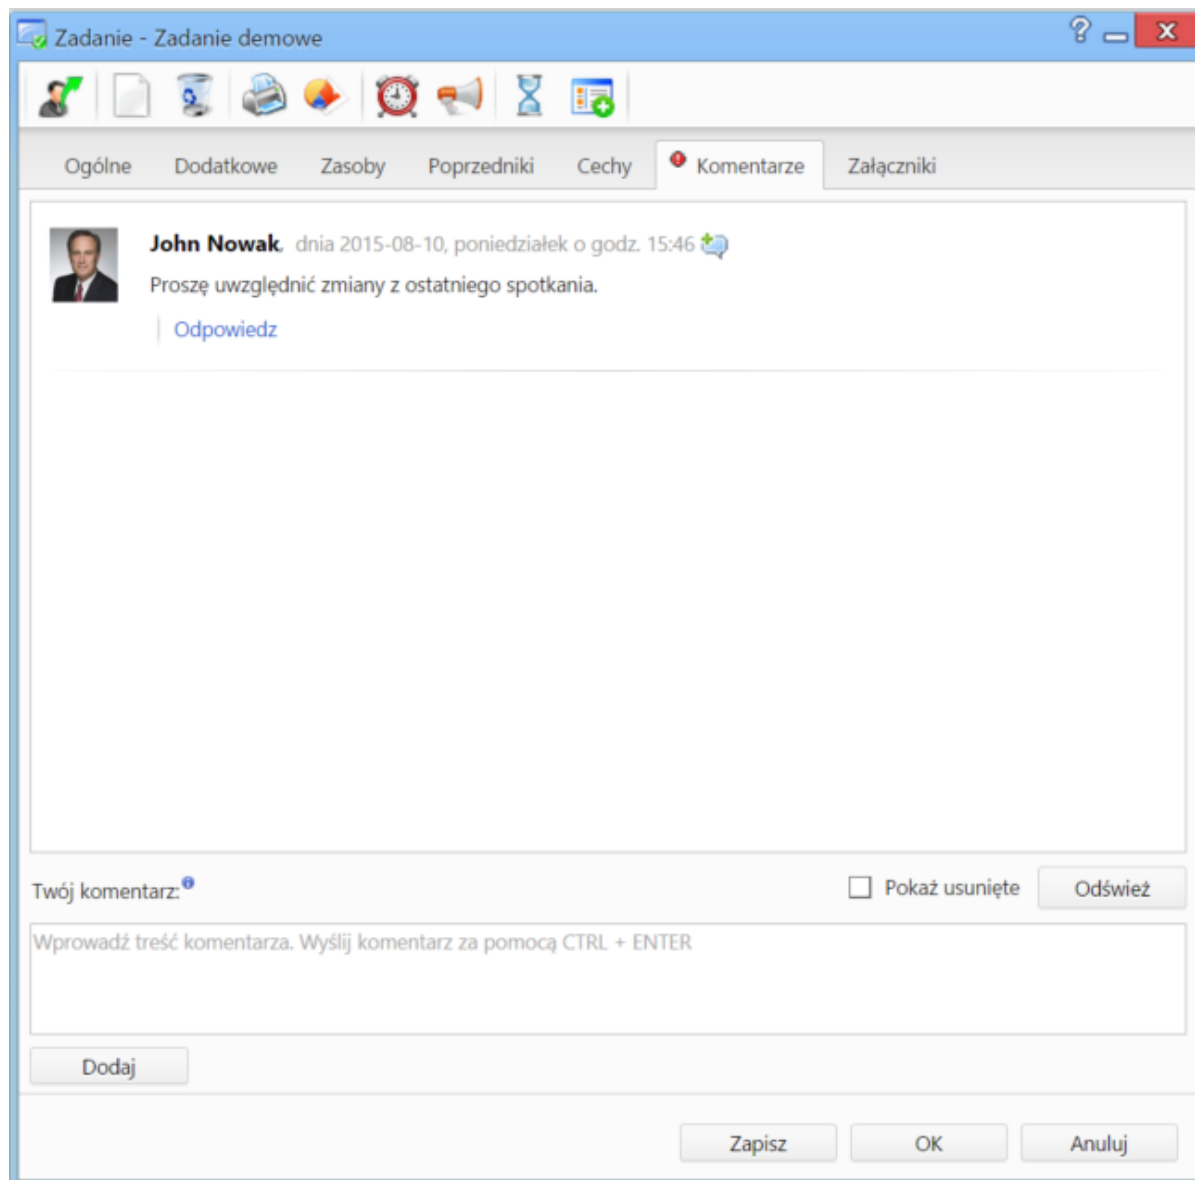 Zadanie - Zadanie demowe
Ogólne Dodatkowe Zasoby Poprzedniki Cechy Komentarze Załączniki
John Nowak, dnia 2015-08-10, poniedziałek o godz. 15:46
Proszę uwzględnić zmiany z ostatniego spotkania.
Odpowiedz
Twój komentarz: Pokaż usunięte Odśwież
Wprowadź treść komentarza. Wyślij komentarz za pomocą CTRL + ENTER
Dodaj
Zapisz OK Anuluj